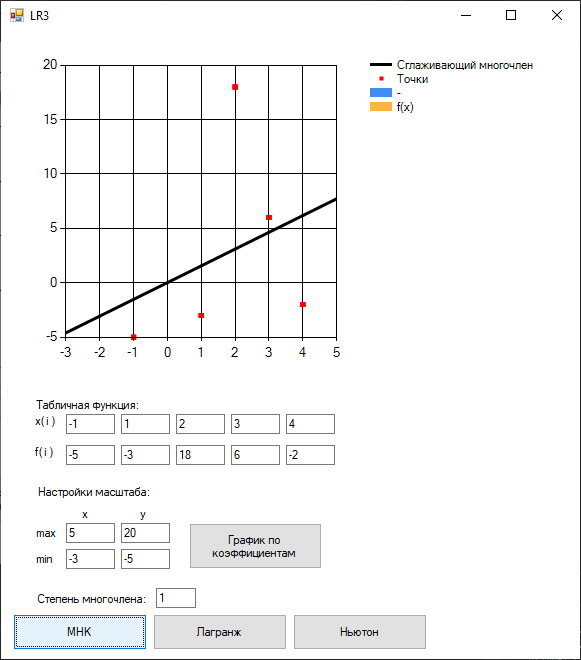 LR3
20
15
10
5
0
-5
-3 -2 -1 0 1 2 3 4 5
Сглаживающий многочлен
Точки
-
f(x)
Табличная функция:
x(i) -1 1 2 3 4
f(i) -5 -3 18 6 -2
Настройки масштаба:
x y
max 5 20
min -3 -5
График по
коэффициентам
Степень многочлена: 1
МНК Лагранж Ньютон